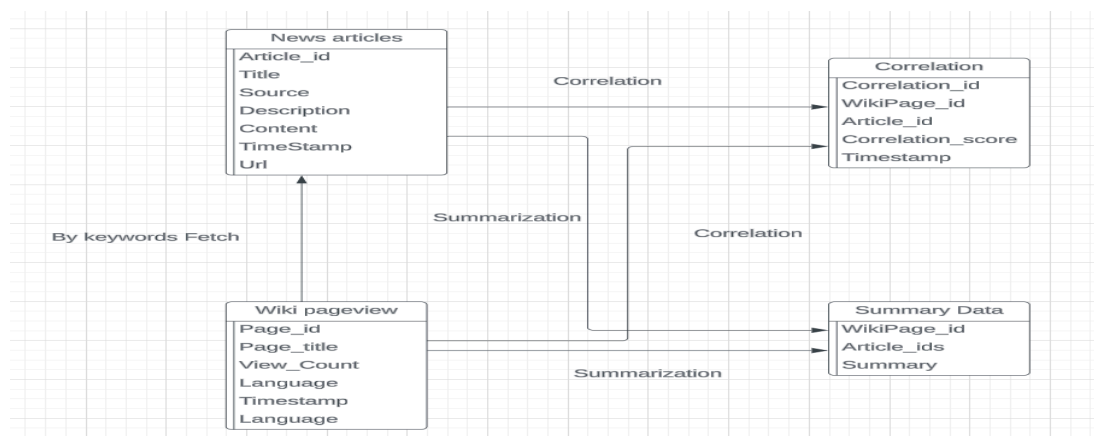 News articles
Article_id
Title
Source
Description
Content
TimeStamp
Url
Correlation
Correlation
Correlation_id
WikiPage_id
Article_id
Correlation_score
Timestamp
Summarization
Correlation
By keywords Fetch
Wiki pageview
Page_id
Page_title
View_Count
Language
Timestamp
Language
Summarization
Summary Data
WikiPage_id
Article_ids
Summary